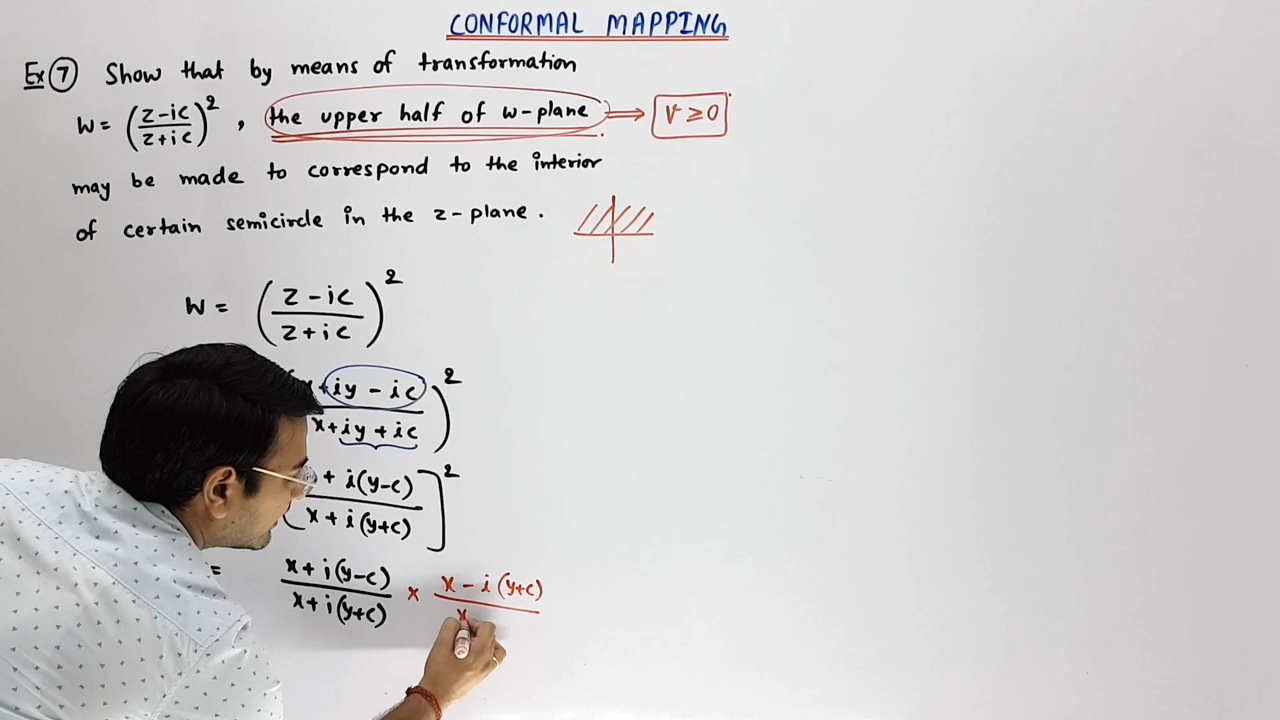 CONFORMAL MAPPING
Ex 7 Show that by means of transformation
W = (z-ic/z+ic)², the upper half of w-plane ⟹ V ≥ 0
may be made to correspond to the interior
of certain semicircle in the z-plane.
W = (z-ic/z+ic)²
x+iy-ic/x+iy+ic)²
+ i(y-c)/x+i(y+c)]²
= x+i(y-c)/x+i(y+c) × x-i(y+c)/x